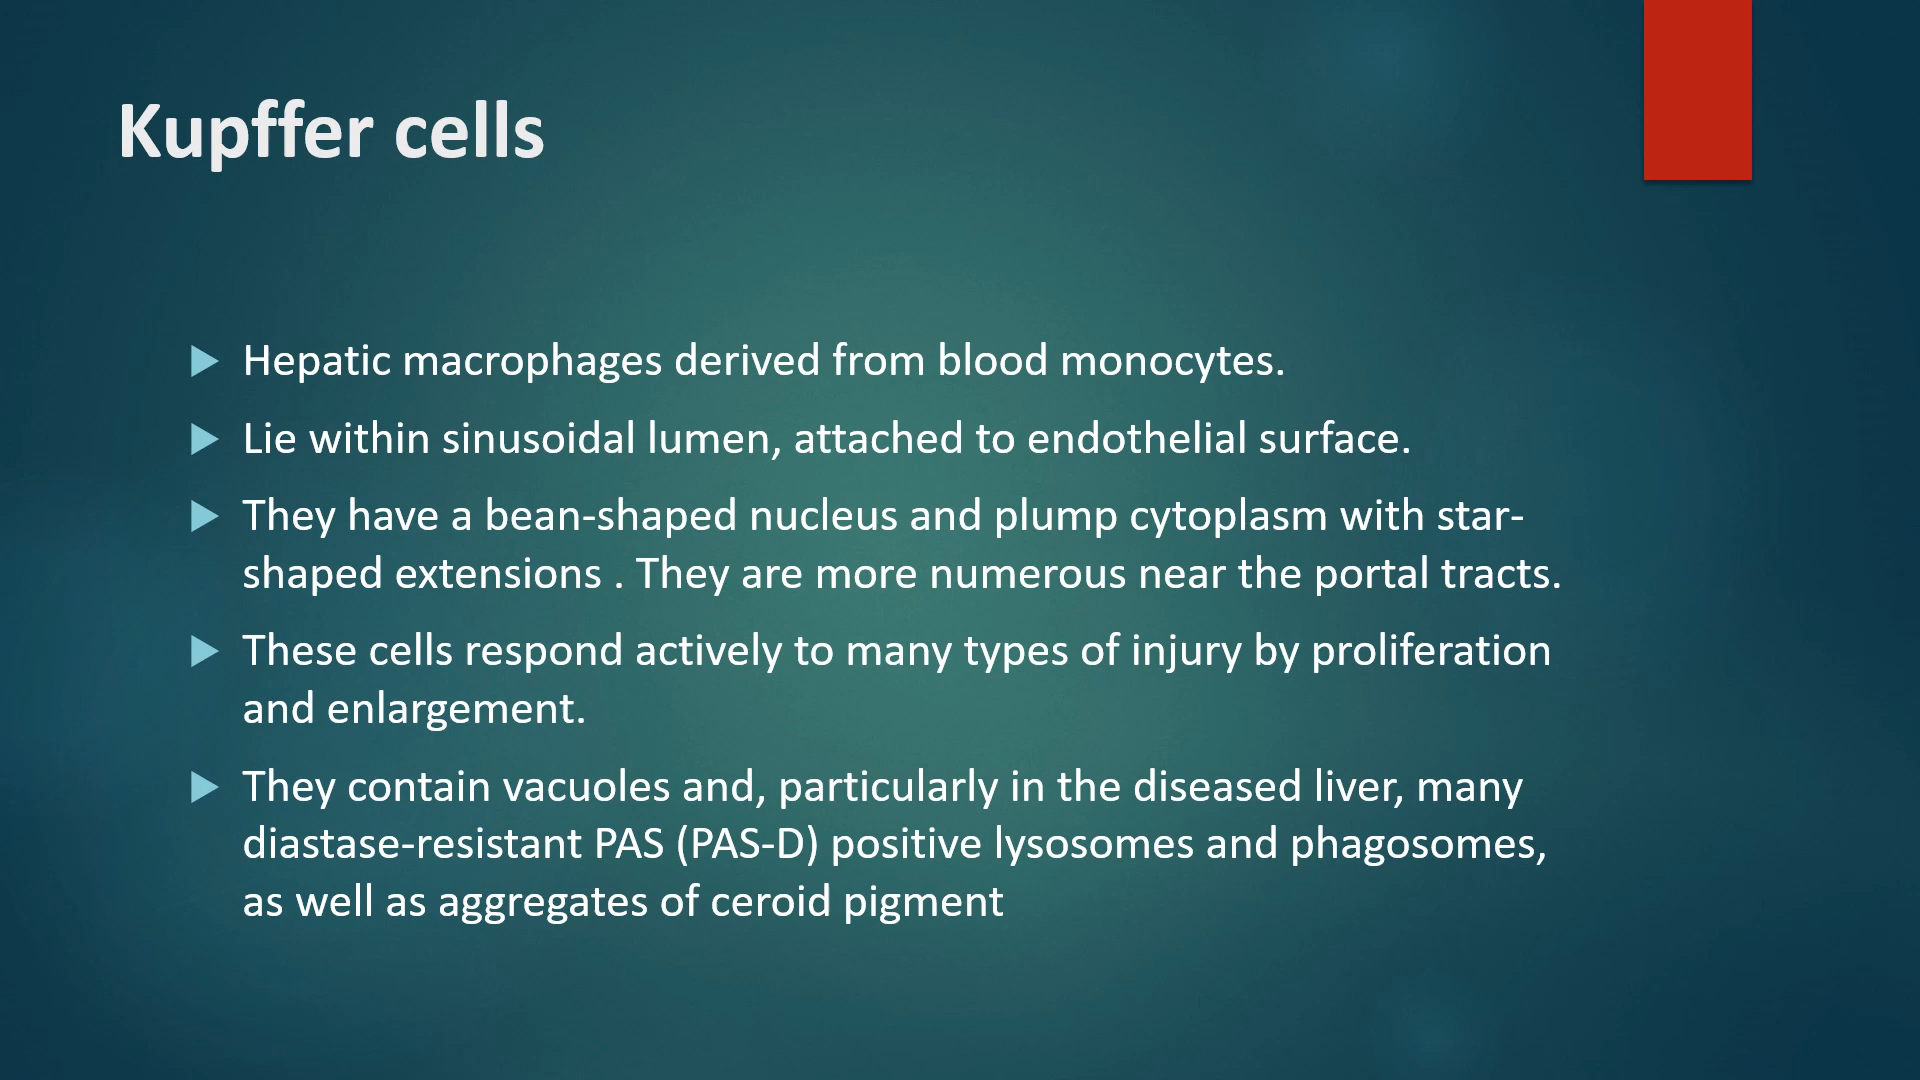 Kupffer cells
Hepatic macrophages derived from blood monocytes.
Lie within sinusoidal lumen, attached to endothelial surface.
They have a bean-shaped nucleus and plump cytoplasm with star-
shaped extensions . They are more numerous near the portal tracts.
These cells respond actively to many types of injury by proliferation
and enlargement.
They contain vacuoles and, particularly in the diseased liver, many
diastase-resistant PAS (PAS-D) positive lysosomes and phagosomes,
as well as aggregates of ceroid pigment